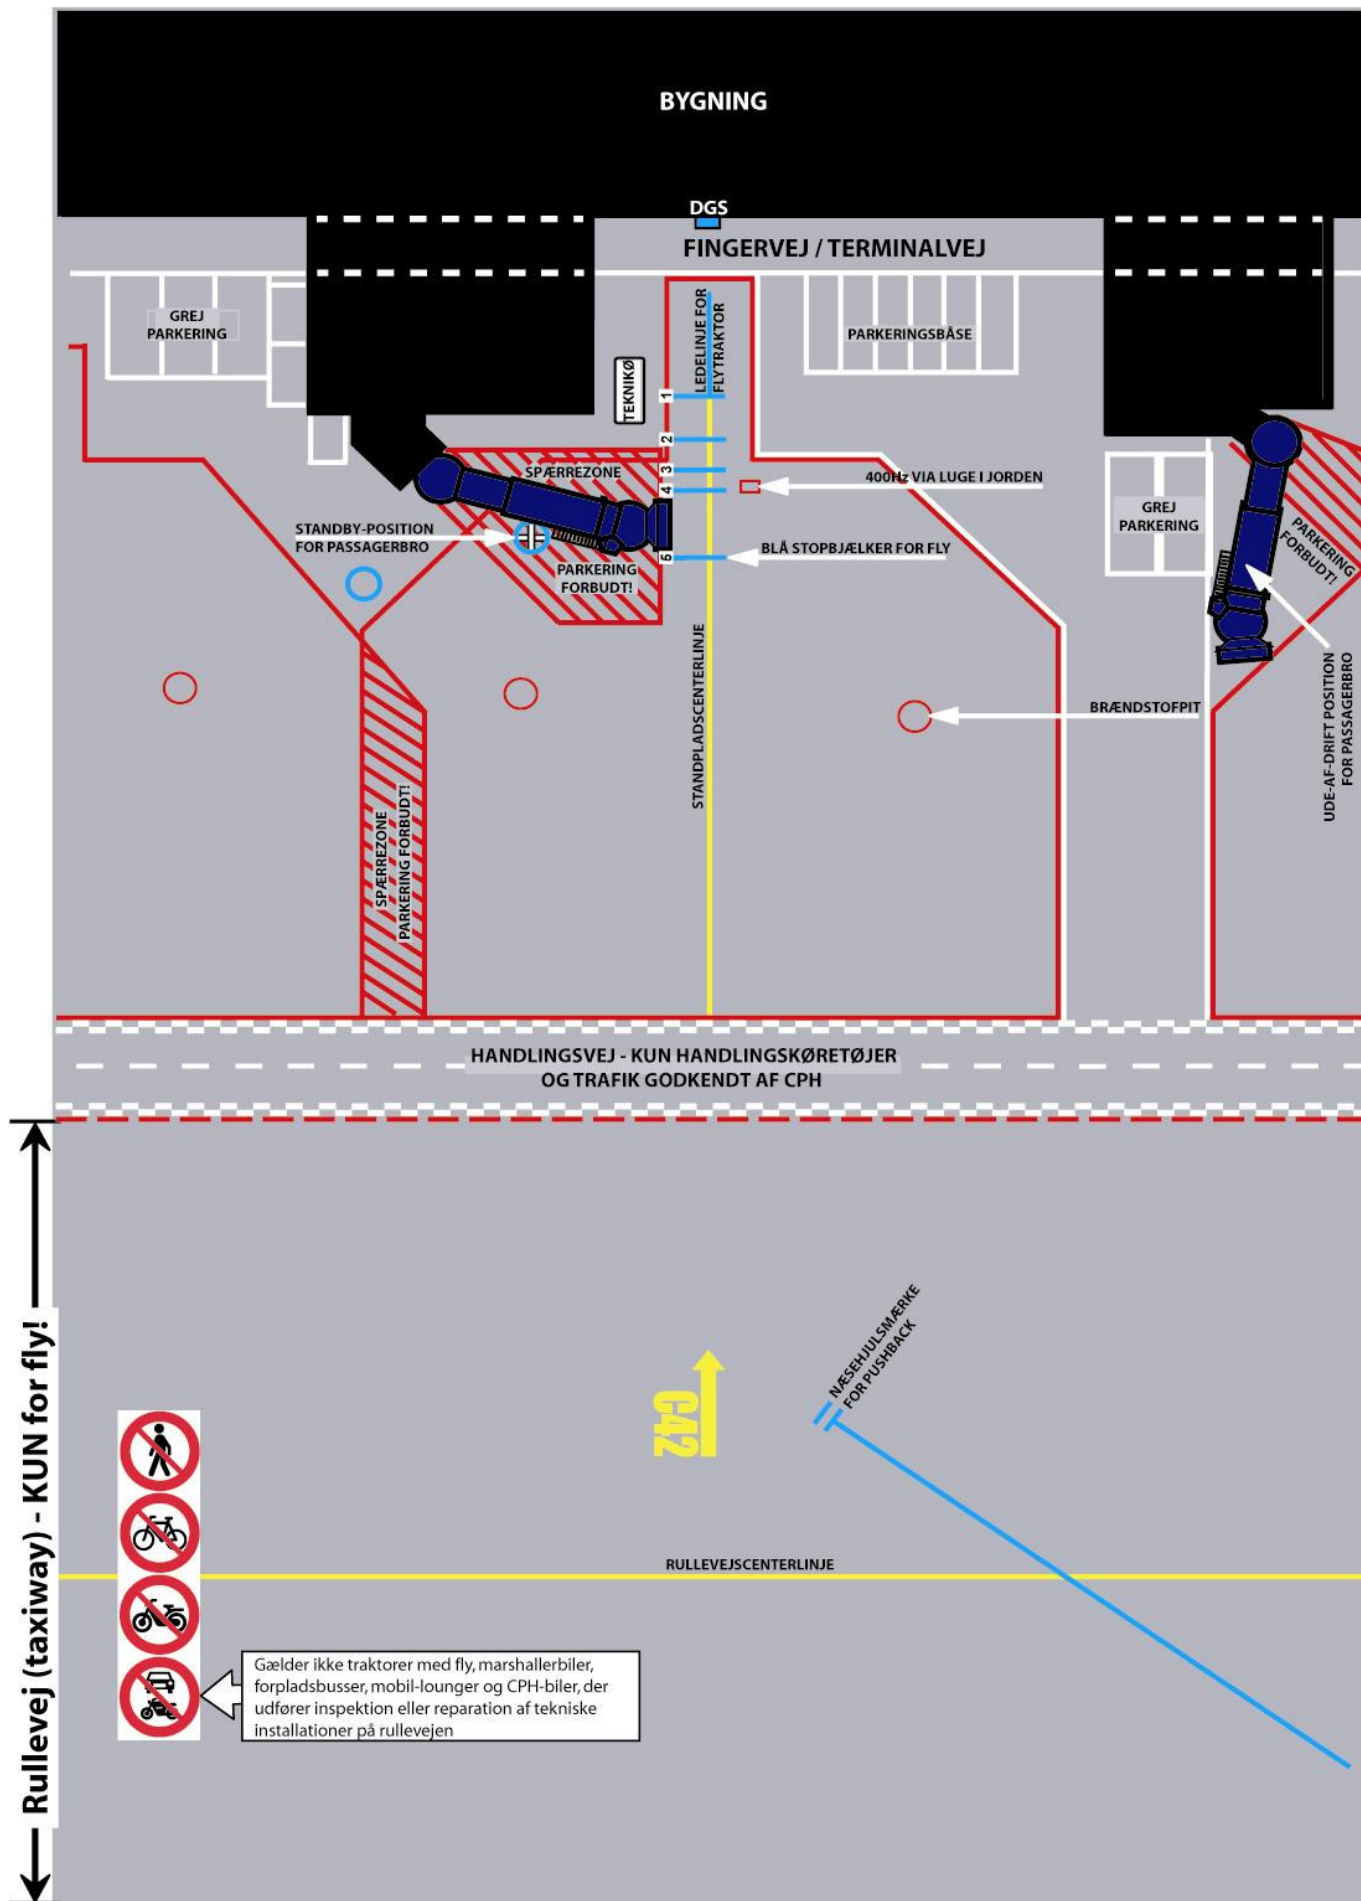 BYGNING
DGS
FINGERVEJ / TERMINALVEJ
GREJ
PARKERING
TEKNIKØ
LEDELINJE FOR
FLYTRAKTOR
PARKERINGSBÅSE
1
2
3
4
5
SPÆRREZONE
400Hz VIA LUGE I JORDEN
STANDBY-POSITION
FOR PASSAGERBRO
BLÅ STOPBJÆLKER FOR FLY
PARKERING
FORBUDT!
GREJ
PARKERING
PARKERING
FORBUDT!
STANDPLADSCENTERLINJE
BRÆNDSTOFPIT
UDE-AF-DRIFT POSITION
FOR PASSAGERBRO
SPÆRREZONE
PARKERING FORBUDT!
HANDLINGSVEJ - KUN HANDLINGSKØRETØJER
OG TRAFIK GODKENDT AF CPH
Rullevej (taxiway) - KUN for fly!
NÆSEHJULSMÆRKE
FOR PUSHBACK
C42
RULLEVEJSCENTERLINJE
Gælder ikke traktorer med fly, marshallerbiler,
forpladsbusser, mobil-lounger og CPH-biler, der
udfører inspektion eller reparation af tekniske
installationer på rullevejen